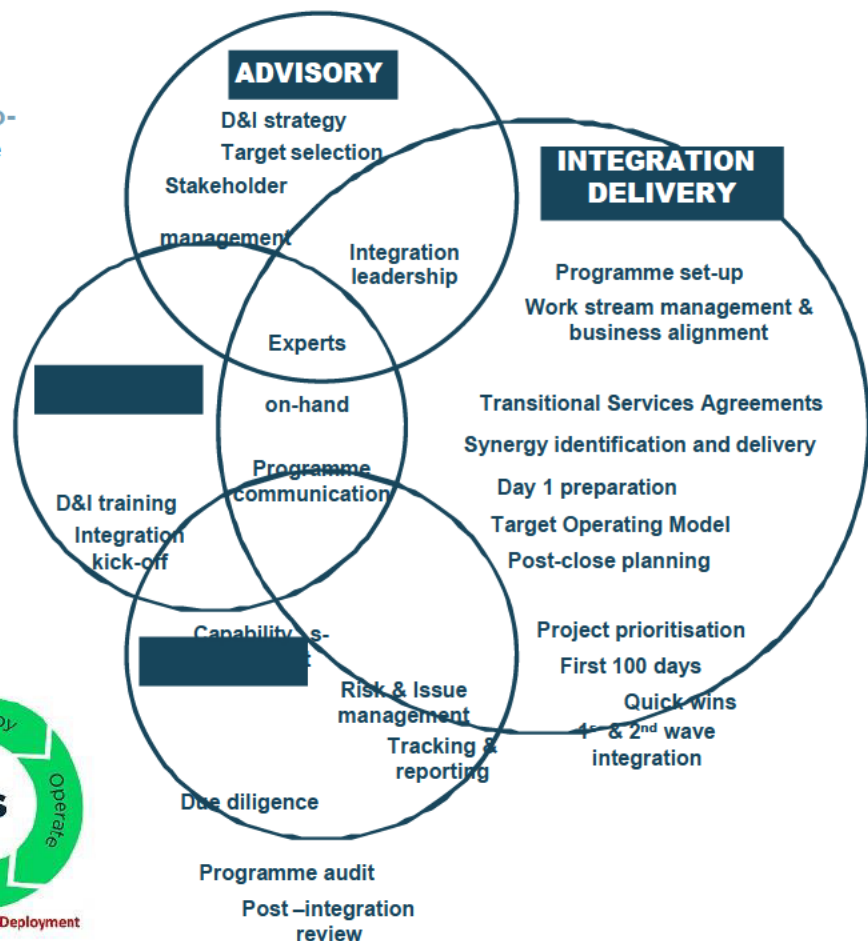 ADVISORY
D&I strategy
Target selection
Stakeholder
management
Integration
leadership
INTEGRATION
DELIVERY
Programme set-up
Work stream management &
business alignment
Experts
on-hand
Transitional Services Agreements
Synergy identification and delivery
Programme
communication
Day 1 preparation
D&I training
Target Operating Model
Integration
kick-off
Post-close planning
Capability s-
Project prioritisation
First 100 days
Risk & Issue
management
Quick wins
1st & 2nd wave
integration
Tracking &
reporting
Due diligence
Operate
Programme audit
Post –integration
review
Deployment